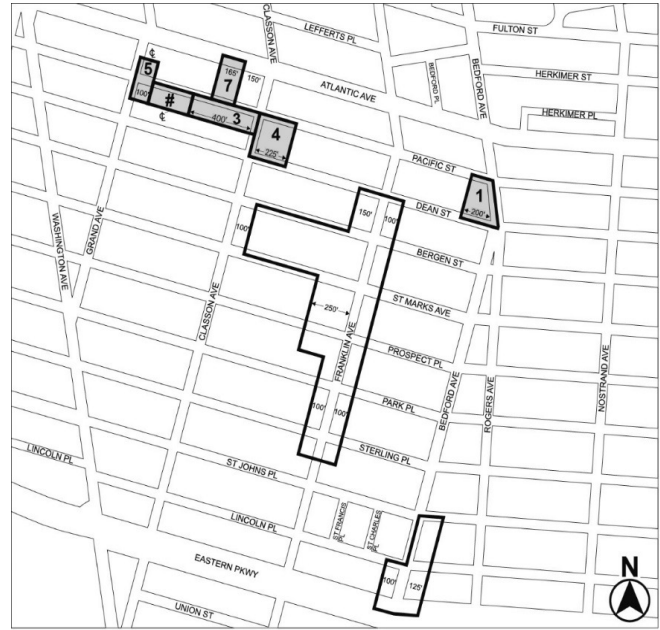 LEFFERTS PL
FULTON ST
CLASSON AVE
BEDFORD PL
BEDFORD AVE
HERKIMER ST
HERKIMER PL
ATLANTIC AVE
℄
5
100'
#
℄
165'
7
150'
400'
3
4
225'
PACIFIC ST
1
200'
DEAN ST
150'
100'
100'
BERGEN ST
WASHINGTON AVE
GRAND AVE
CLASSON AVE
250'
ST MARKS AVE
FRANKLIN AVE
PROSPECT PL
NOSTRAND AVE
BEDFORD AVE
ROGERS AVE
PARK PL
100'
100'
STERLING PL
LINCOLN PL
ST JOHNS PL
ST FRANCIS PL
ST CHARLES PL
LINCOLN PL
EASTERN PKWY
100'
125'
UNION ST
N